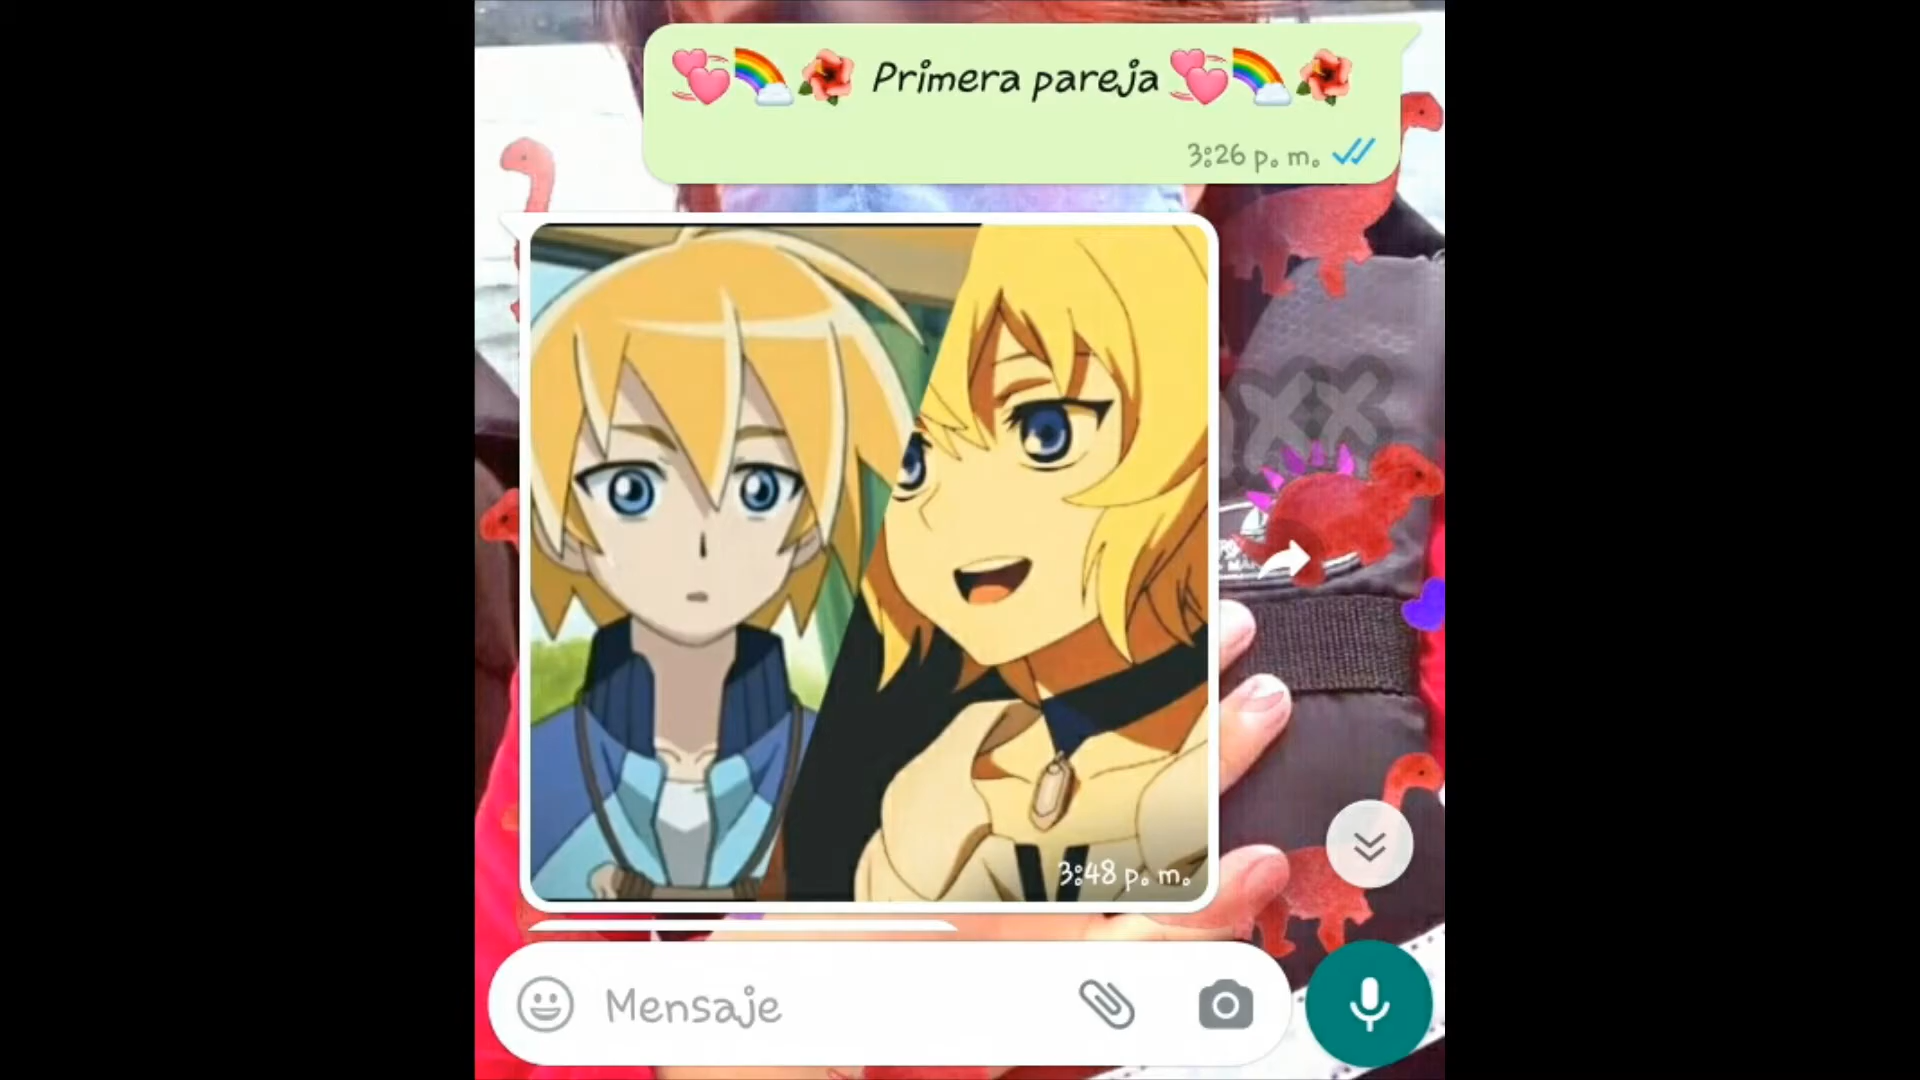 💞🌈🌺 Primera pareja 💞🌈🌺
3:26 p. m.
3:48 p. m.
Mensaje